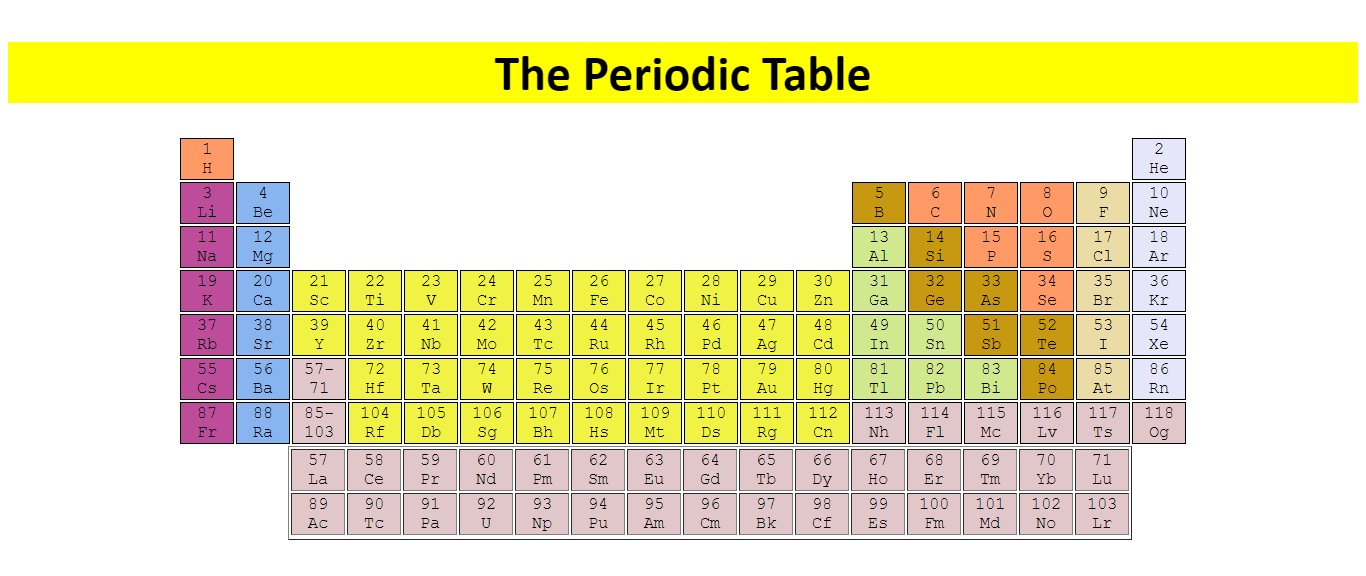 The Periodic Table
1 2
H He
3 4 5 6 7 8 9 10
Li Be B C N O F Ne
11 12 13 14 15 16 17 18
Na Mg Al Si P S Cl Ar
19 20 21 22 23 24 25 26 27 28 29 30 31 32 33 34 35 36
K Ca Sc Ti V Cr Mn Fe Co Ni Cu Zn Ga Ge As Se Br Kr
37 38 39 40 41 42 43 44 45 46 47 48 49 50 51 52 53 54
Rb Sr Y Zr Nb Mo Tc Ru Rh Pd Ag Cd In Sn Sb Te I Xe
55 56 57- 72 73 74 75 76 77 78 79 80 81 82 83 84 85 86
Cs Ba 71 Hf Ta W Re Os Ir Pt Au Hg Tl Pb Bi Po At Rn
87 88 85- 104 105 106 107 108 109 110 111 112 113 114 115 116 117 118
Fr Ra 103 Rf Db Sg Bh Hs Mt Ds Rg Cn Nh Fl Mc Lv Ts Og
57 58 59 60 61 62 63 64 65 66 67 68 69 70 71
La Ce Pr Nd Pm Sm Eu Gd Tb Dy Ho Er Tm Yb Lu
89 90 91 92 93 94 95 96 97 98 99 100 101 102 103
Ac Tc Pa U Np Pu Am Cm Bk Cf Es Fm Md No Lr